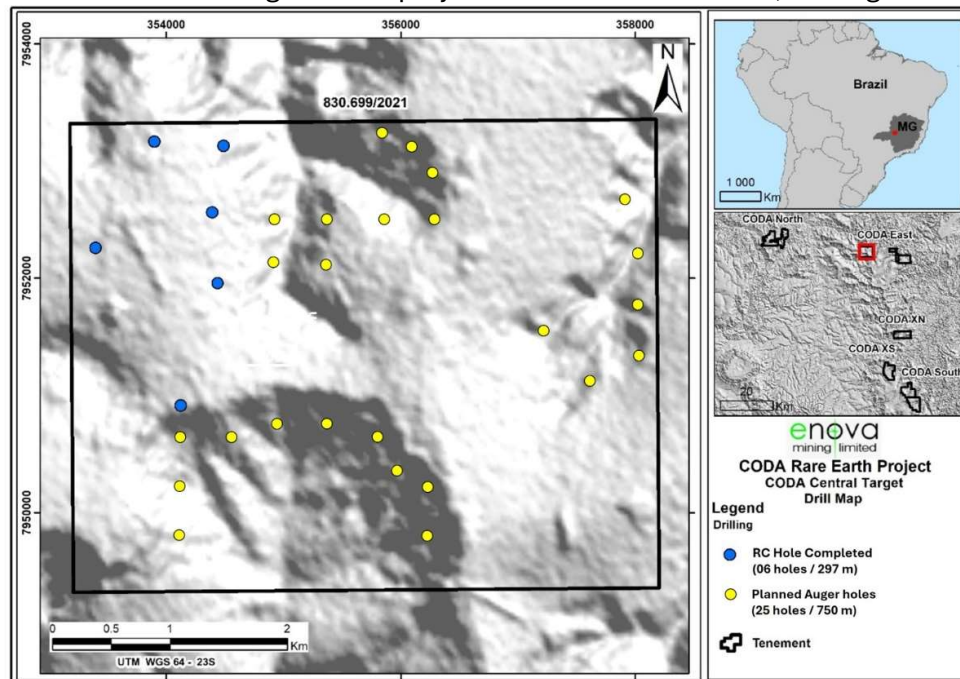 354000
356000
358000
7954000
7952000
7950000
830.699/2021
N
0
0.5
1
2
Km
UTM WGS 64 - 23S
Brazil
MG
1 000
Km
CODA North
CODA East
CODA XN
CODA XS
CODA South
20
Km
enova
mining limited
CODA Rare Earth Project
CODA Central Target
Drill Map
Legend
Drilling
RC Hole Completed
(06 holes / 297 m)
Planned Auger holes
(25 holes / 750 m)
Tenement